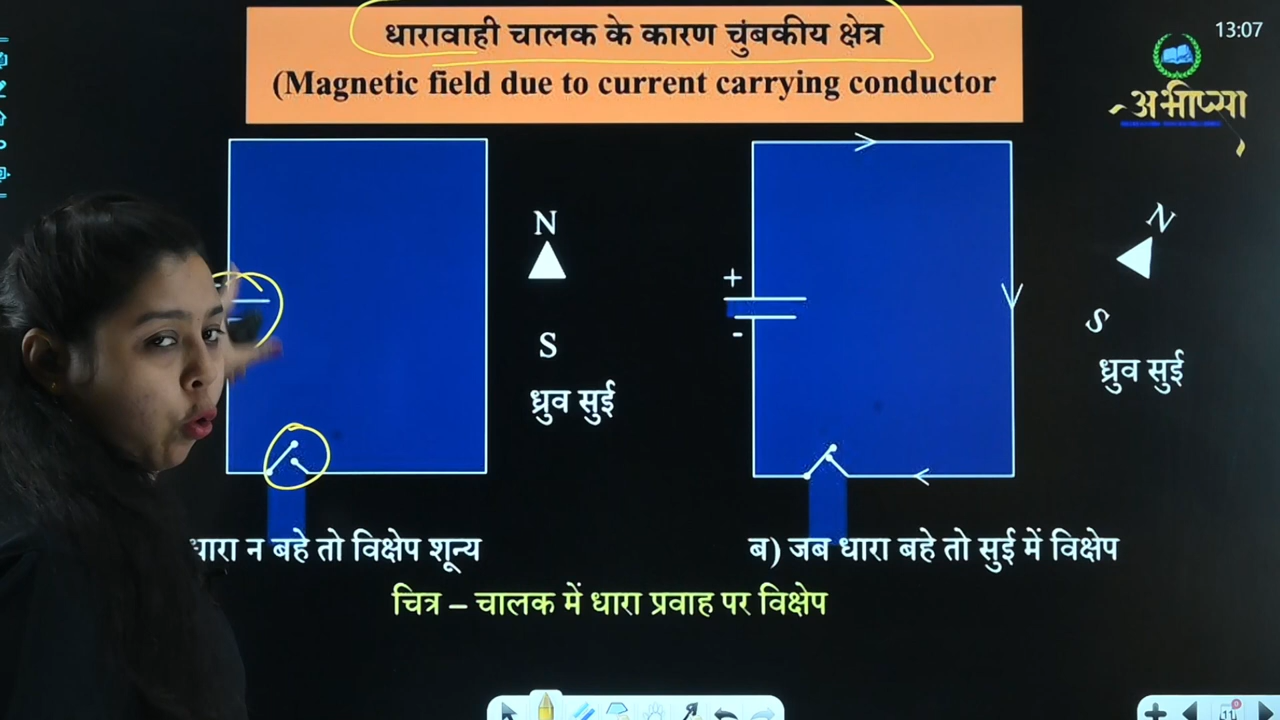 धारावाही चालक के कारण चुंबकीय क्षेत्र
(Magnetic field due to current carrying conductor
13:07
अभीप्सा
N
S
ध्रुव सुई
+
-
N
S
ध्रुव सुई
धारा न बहे तो विक्षेप शून्य
ब) जब धारा बहे तो सुई में विक्षेप
चित्र – चालक में धारा प्रवाह पर विक्षेप
11